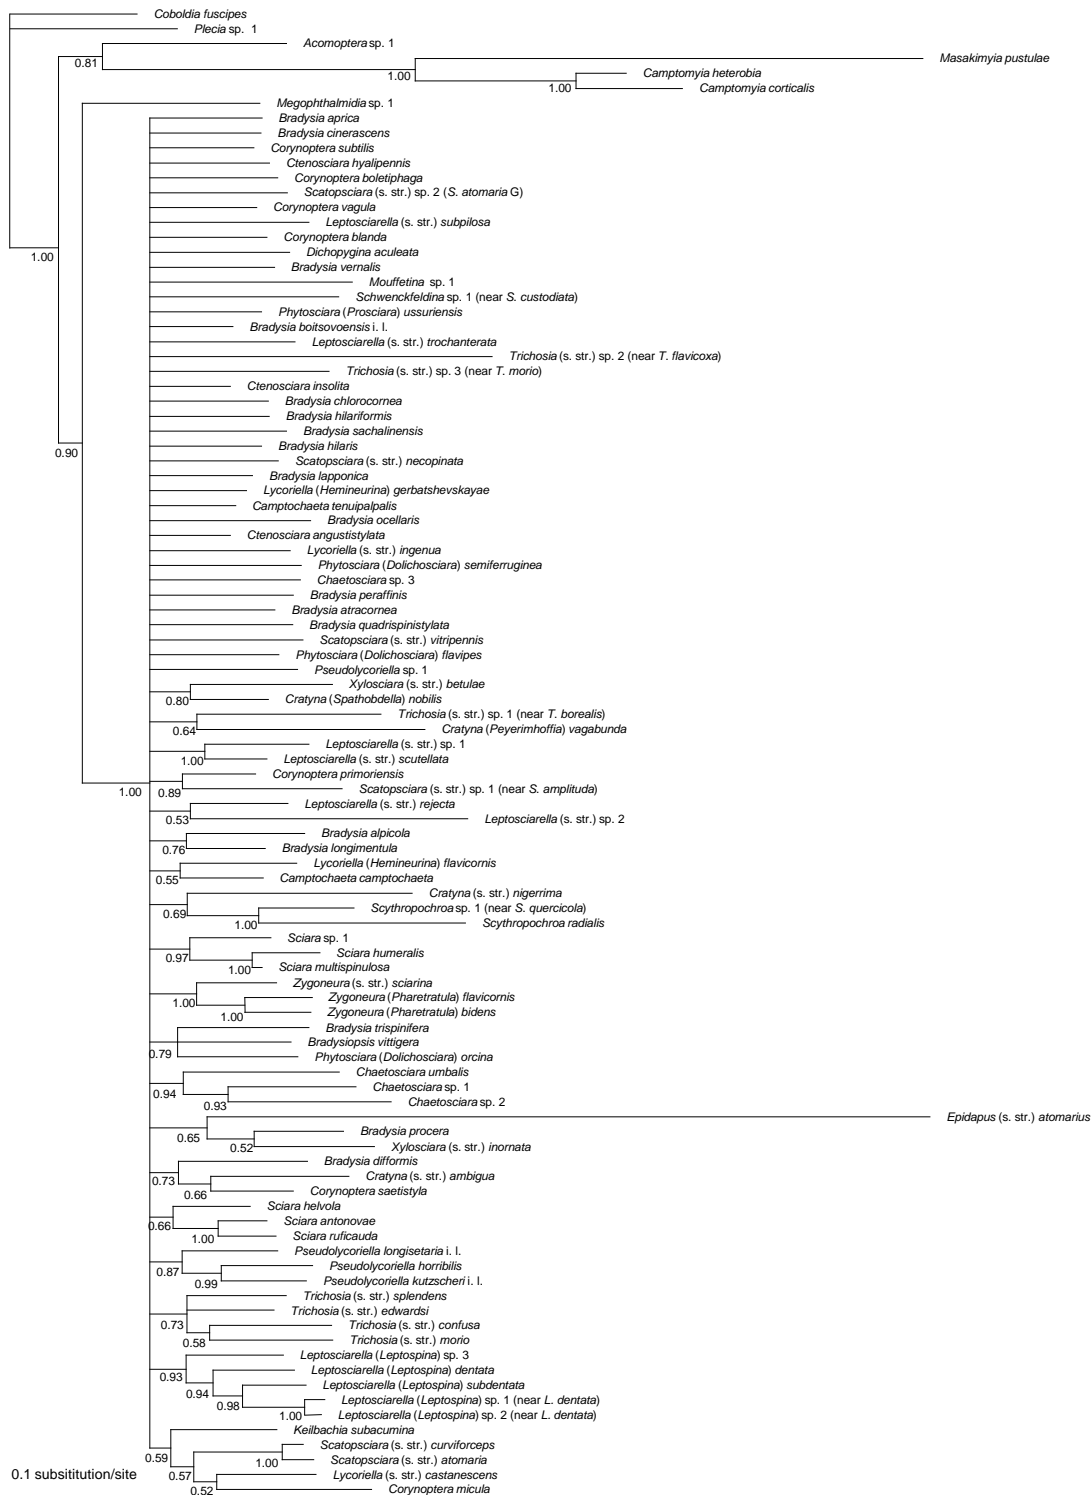 Coboldia fuscipes
Plecia sp. 1
Acomoptera sp. 1
0.81
Masakimyia pustulae
1.00
Camptomyia heterobia
1.00
Camptomyia corticalis
Megophthalmidia sp. 1
Bradysia aprica
Bradysia cinerascens
Corynoptera subtilis
Ctenosciara hyalipennis
Corynoptera boletiphaga
Scatopsciara (s. str.) sp. 2 (S. atomaria G)
Corynoptera vagula
Leptosciarella (s. str.) subpilosa
Corynoptera blanda
Dichopygina aculeata
1.00
Bradysia vernalis
Mouffetina sp. 1
Schwenckfeldina sp. 1 (near S. custodiata)
Phytosciara (Prosciara) ussuriensis
Bradysia boitsovoensis i. l.
Leptosciarella (s. str.) trochanterata
Trichosia (s. str.) sp. 2 (near T. flavicoxa)
Trichosia (s. str.) sp. 3 (near T. morio)
Ctenosciara insolita
Bradysia chlorocornea
Bradysia hilariformis
Bradysia sachalinensis
Bradysia hilaris
0.90
Scatopsciara (s. str.) necopinata
Bradysia lapponica
Lycoriella (Hemineurina) gerbatshevskayae
Camptochaeta tenuipalpalis
Bradysia ocellaris
Ctenosciara angustistylata
Lycoriella (s. str.) ingenua
Phytosciara (Dolichosciara) semiferruginea
Chaetosciara sp. 3
Bradysia peraffinis
Bradysia atracornea
Bradysia quadrispinistylata
Scatopsciara (s. str.) vitripennis
Phytosciara (Dolichosciara) flavipes
Pseudolycoriella sp. 1
Xylosciara (s. str.) betulae
0.80
Cratyna (Spathobdella) nobilis
Trichosia (s. str.) sp. 1 (near T. borealis)
0.64
Cratyna (Peyerimhoffia) vagabunda
Leptosciarella (s. str.) sp. 1
1.00
Leptosciarella (s. str.) scutellata
Corynoptera primoriensis
1.00
0.89
Scatopsciara (s. str.) sp. 1 (near S. amplituda)
Leptosciarella (s. str.) rejecta
0.53
Leptosciarella (s. str.) sp. 2
Bradysia alpicola
0.76
Bradysia longimentula
Lycoriella (Hemineurina) flavicornis
0.55
Camptochaeta camptochaeta
Cratyna (s. str.) nigerrima
0.69
Scythropochroa sp. 1 (near S. quercicola)
1.00
Scythropochroa radialis
Sciara sp. 1
0.97
Sciara humeralis
1.00
Sciara multispinulosa
Zygoneura (s. str.) sciarina
1.00
Zygoneura (Pharetratula) flavicornis
1.00
Zygoneura (Pharetratula) bidens
Bradysia trispinifera
Bradysiopsis vittigera
0.79
Phytosciara (Dolichosciara) orcina
Chaetosciara umbalis
0.94
Chaetosciara sp. 1
0.93
Chaetosciara sp. 2
Epidapus (s. str.) atomarius
0.65
Bradysia procera
0.52
Xylosciara (s. str.) inornata
Bradysia difformis
0.73
Cratyna (s. str.) ambigua
0.66
Corynoptera saetistyla
Sciara helvola
0.66
Sciara antonovae
1.00
Sciara ruficauda
Pseudolycoriella longisetaria i. l.
0.87
Pseudolycoriella horribilis
0.99
Pseudolycoriella kutzscheri i. l.
Trichosia (s. str.) splendens
Trichosia (s. str.) edwardsi
0.73
Trichosia (s. str.) confusa
0.58
Trichosia (s. str.) morio
Leptosciarella (Leptospina) sp. 3
0.93
Leptosciarella (Leptospina) dentata
0.94
Leptosciarella (Leptospina) subdentata
0.98
Leptosciarella (Leptospina) sp. 1 (near L. dentata)
1.00
Leptosciarella (Leptospina) sp. 2 (near L. dentata)
Keilbachia subacumina
0.59
Scatopsciara (s. str.) curviforceps
1.00
Scatopsciara (s. str.) atomaria
0.57
0.1 subsititution/site
Lycoriella (s. str.) castanescens
0.52
Corynoptera micula